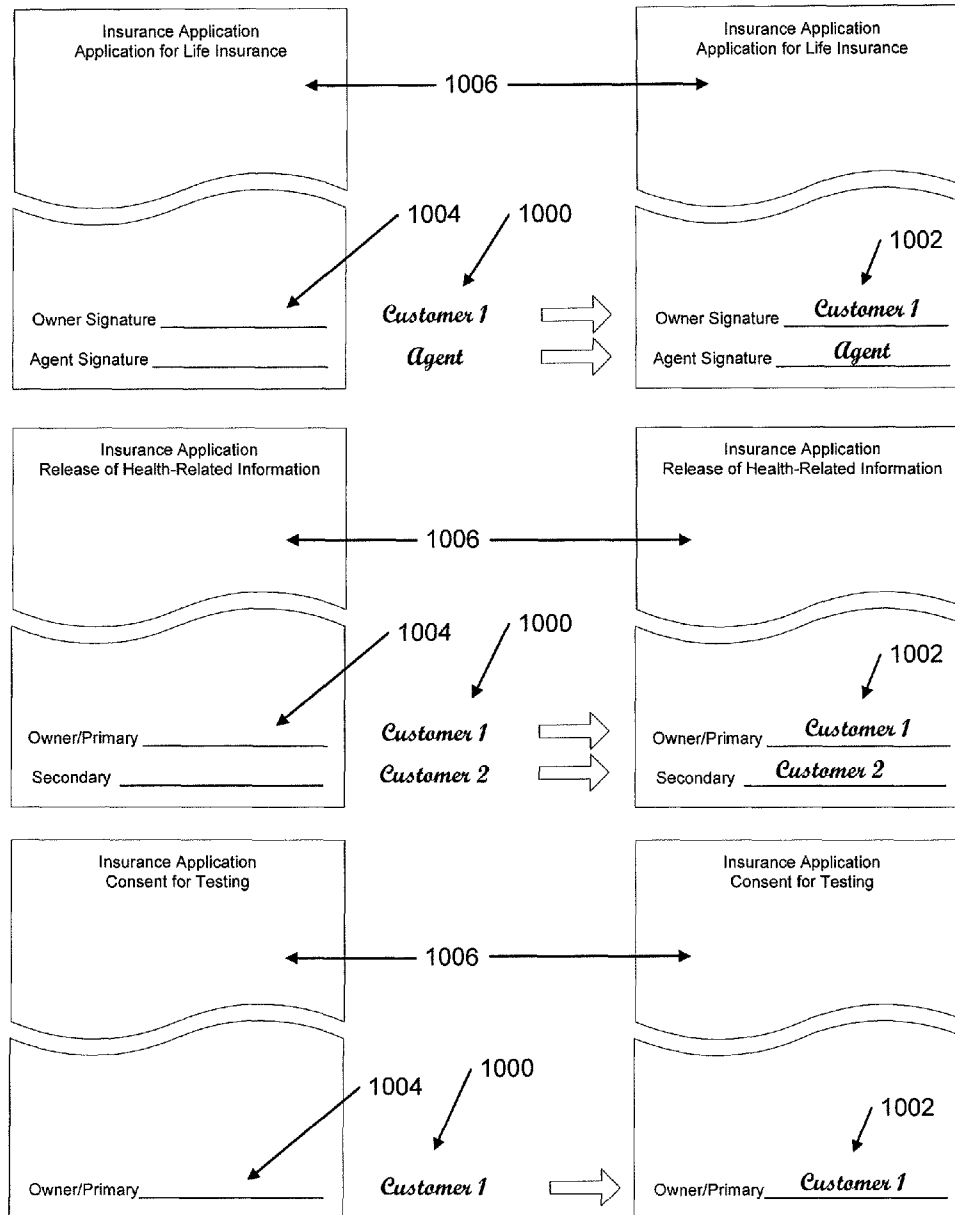 Insurance Application
Application for Life Insurance
1006
Insurance Application
Application for Life Insurance
1004
1000
1002
Owner Signature
Customer 1
Owner Signature Customer 1
Agent Signature
Agent
Agent Signature Agent
Insurance Application
Release of Health-Related Information
1006
Insurance Application
Release of Health-Related Information
1004
1000
1002
Owner/Primary
Customer 1
Owner/Primary Customer 1
Secondary
Customer 2
Secondary Customer 2
Insurance Application
Consent for Testing
1006
Insurance Application
Consent for Testing
1004
1000
1002
Owner/Primary
Customer 1
Owner/Primary Customer 1